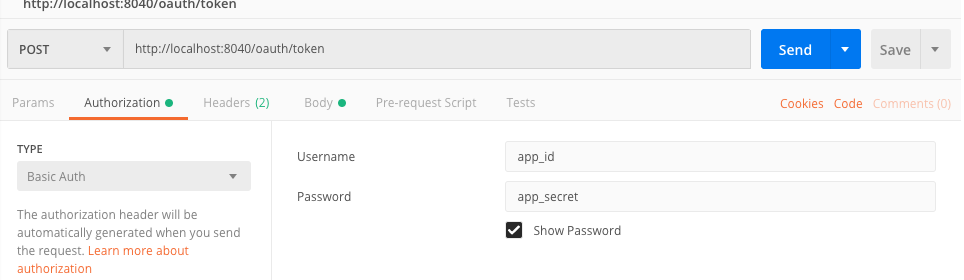 http://localhost:8040/oauth/token
POST http://localhost:8040/oauth/token Send Save
Params Authorization Headers (2) Body Pre-request Script Tests Cookies Code Comments (0)
TYPE
Basic Auth
The authorization header will be
automatically generated when you send
the request. Learn more about
authorization
Username app_id
Password app_secret
Show Password